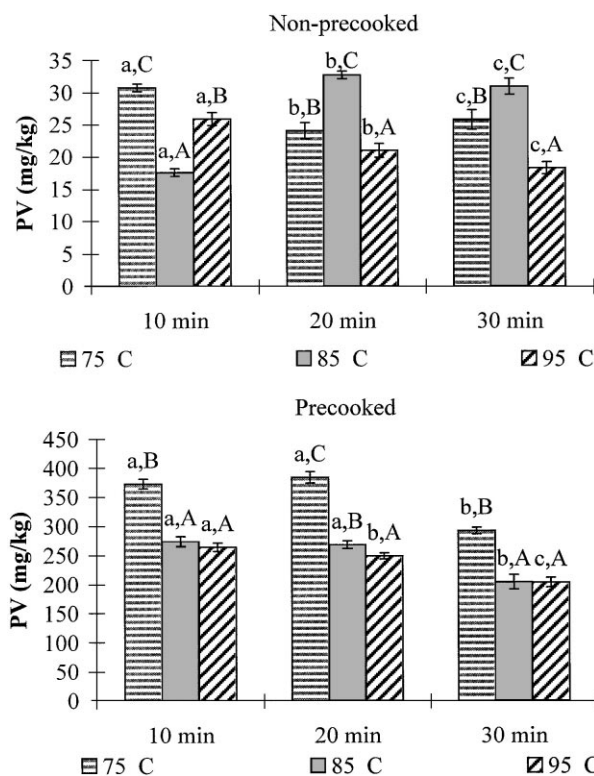 Non-precooked
PV (mg/kg)
35
30
25
20
15
10
5
0
a,C
a,A
a,B
b,B
b,C
b,A
c,B
c,C
c,A
10 min
20 min
30 min
75 C
85 C
95 C
Precooked
PV (mg/kg)
450
400
350
300
250
200
150
100
50
0
a,B
a,A
a,A
a,C
a,B
b,A
b,B
b,A
c,A
10 min
20 min
30 min
75 C
85 C
95 C